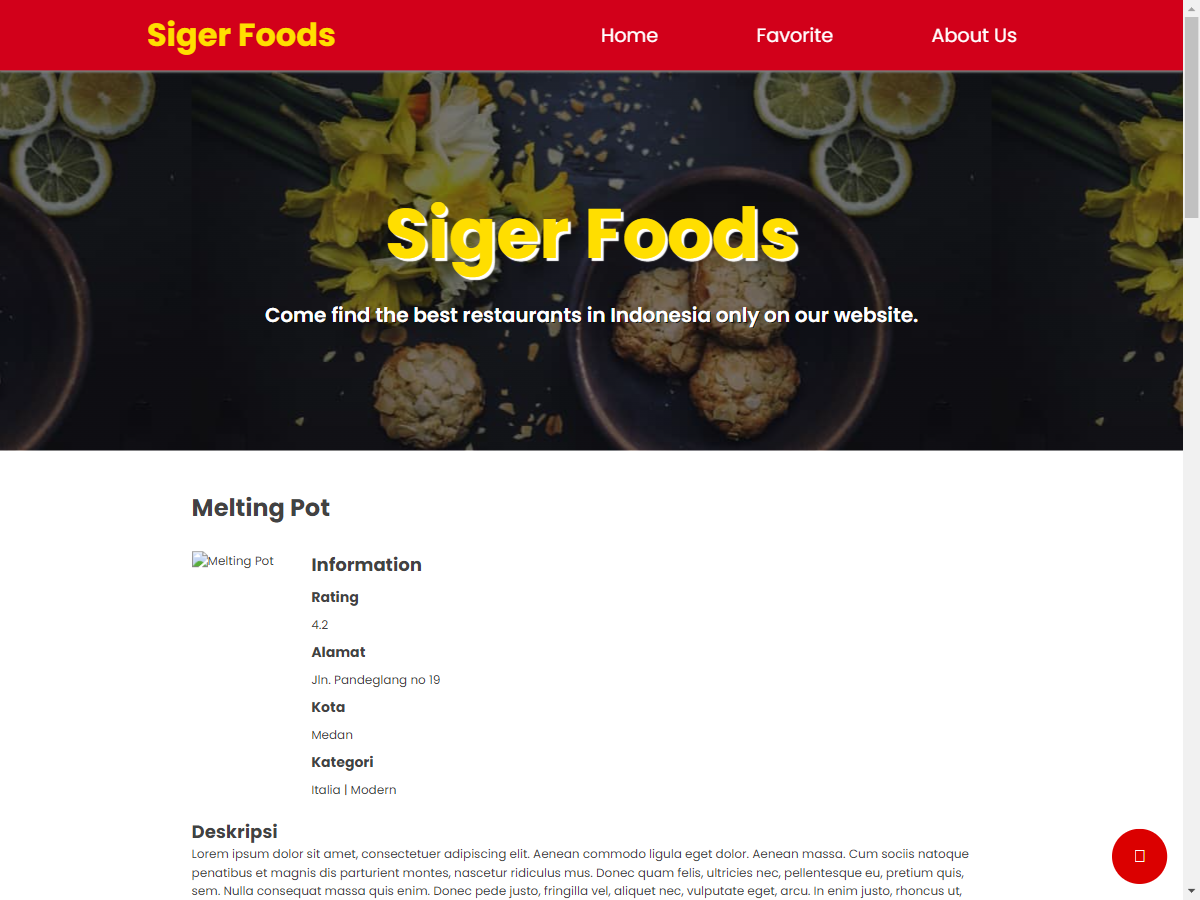 Siger Foods
Home
Favorite
About Us
Siger Foods
Come find the best restaurants in Indonesia only on our website.
Melting Pot
Melting Pot
Information
Rating
4.2
Alamat
Jln. Pandeglang no 19
Kota
Medan
Kategori
Italia | Modern
Deskripsi
Lorem ipsum dolor sit amet, consectetuer adipiscing elit. Aenean commodo ligula eget dolor. Aenean massa. Cum sociis natoque
penatibus et magnis dis parturient montes, nascetur ridiculus mus. Donec quam felis, ultricies nec, pellentesque eu, pretium quis,
sem. Nulla consequat massa quis enim. Donec pede justo, fringilla vel, aliquet nec, vulputate eget, arcu. In enim justo, rhoncus ut,